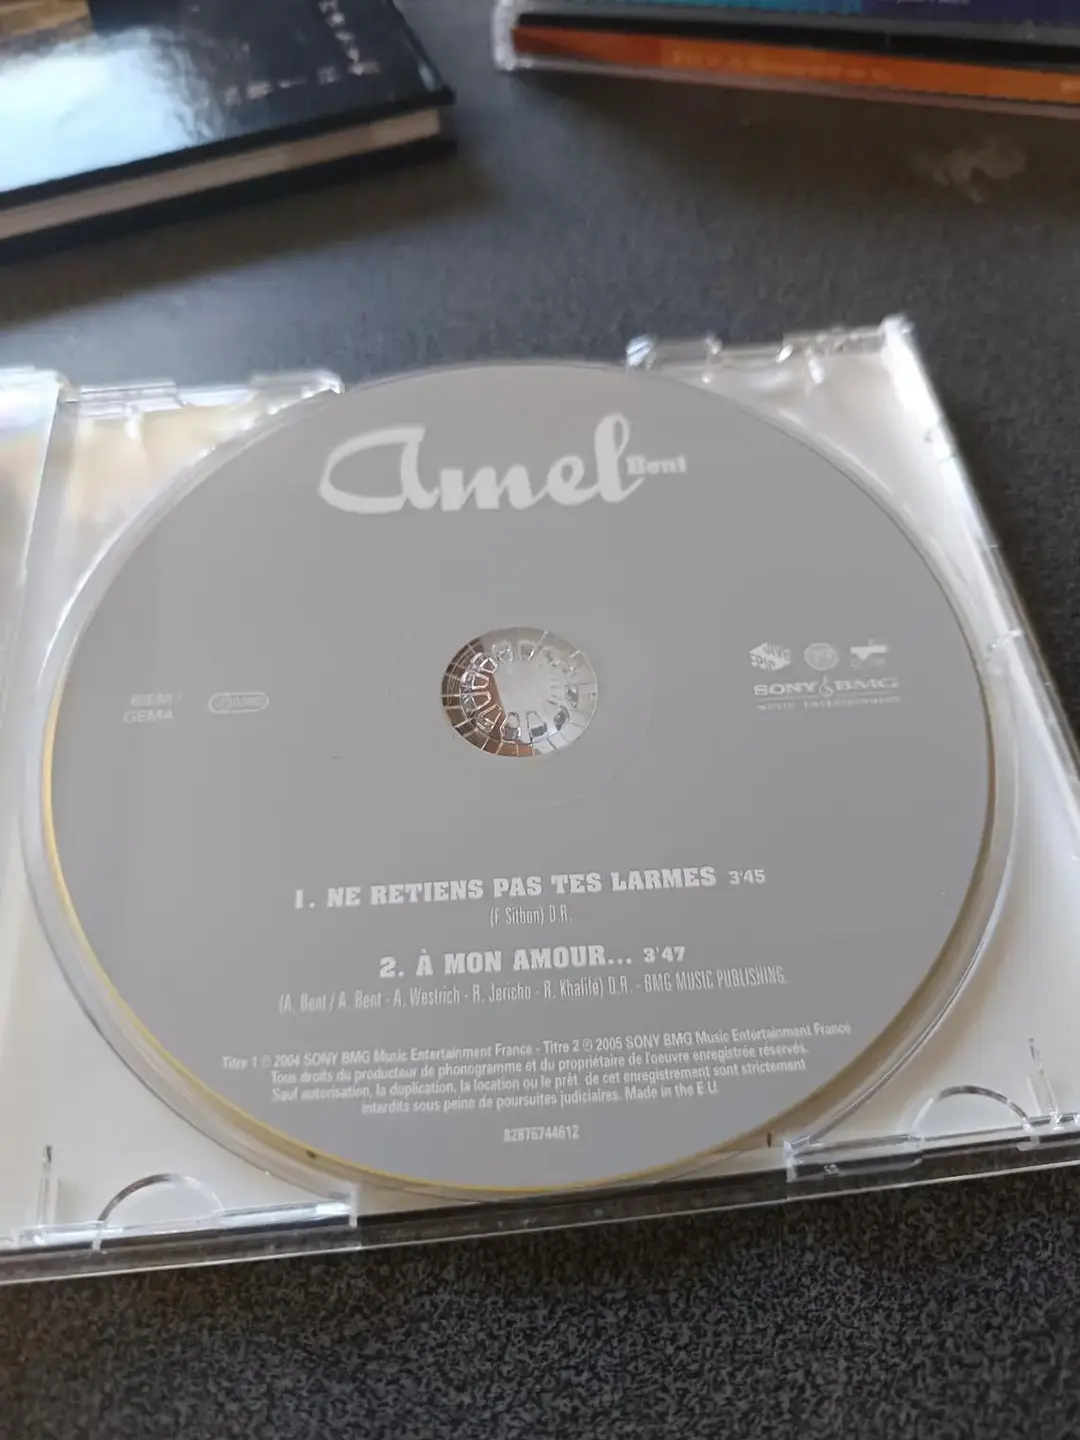 Amel Bent
BIEM /
GEMA
SONY BMG
MUSIC ENTERTAINMENT
1. NE RETIENS PAS TES LARMES 3'45
(F. Sitbon) D.R.
2. À MON AMOUR... 3'47
(A. Bent / A. Bent - A. Westrich - R. Jericho - R. Khalifé) D.R. - BMG MUSIC PUBLISHING.
Titre 1 ℗ 2004 SONY BMG Music Entertainment France - Titre 2 ℗ 2005 SONY BMG Music Entertainment France
Tous droits du producteur de phonogramme et du propriétaire de l'oeuvre enregistrée réservés.
Sauf autorisation, la duplication, la location ou le prêt de cet enregistrement sont strictement
interdits sous peine de poursuites judiciaires. Made in the E.U.
82876744612